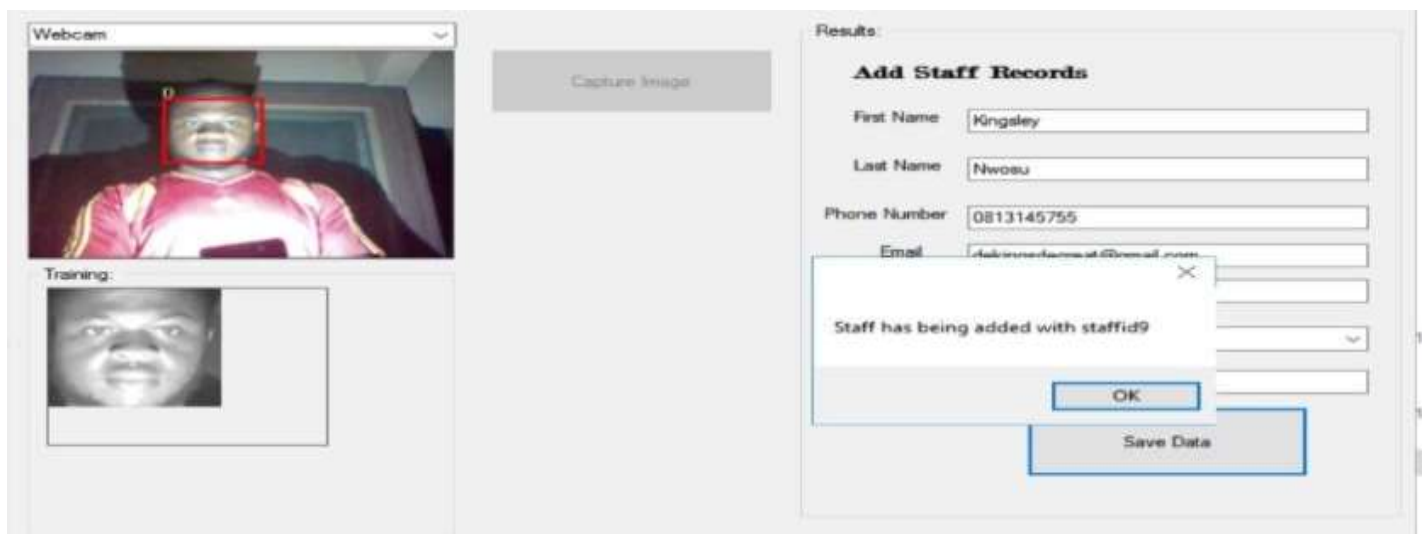 Webcam
0
Training:
Capture Image
Results:
Add Staff Records
First Name Kingsley
Last Name Nwosu
Phone Number 0813145755
Email
Staff has being added with staffid9
OK
Save Data